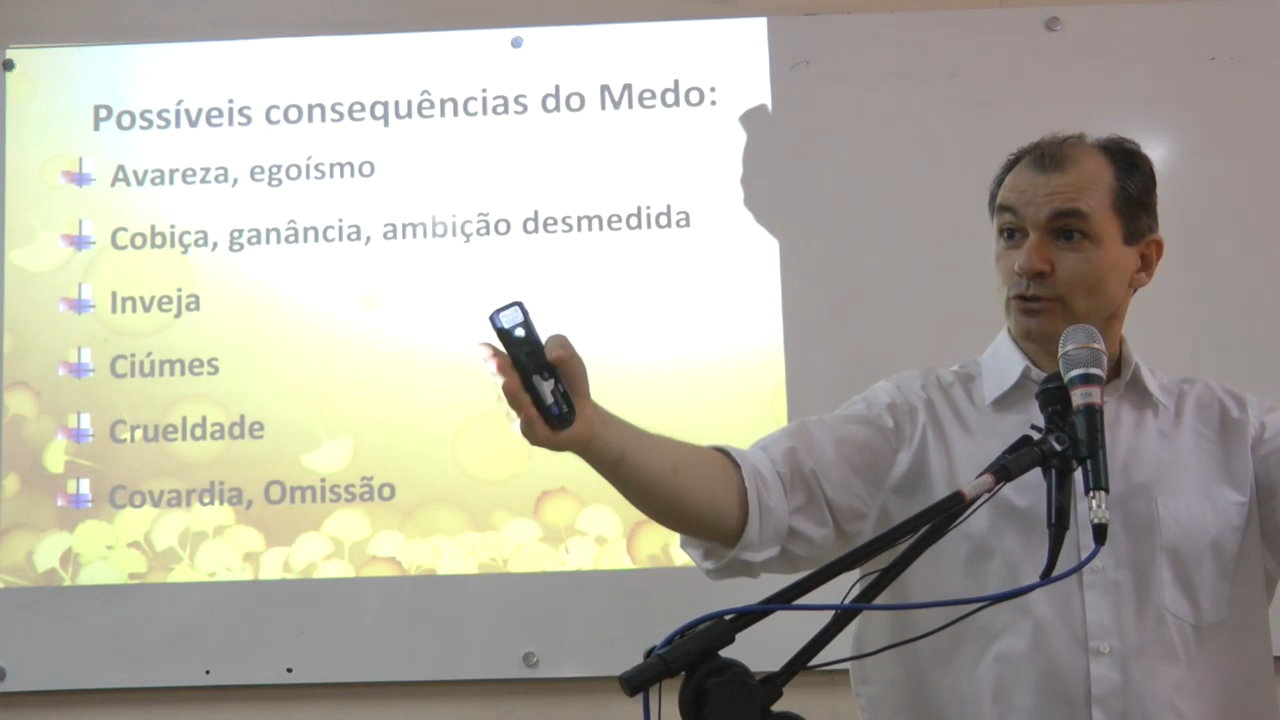 Possíveis consequências do Medo:
Avareza, egoísmo
Cobiça, ganância, ambição desmedida
Inveja
Ciúmes
Crueldade
Covardia, Omissão